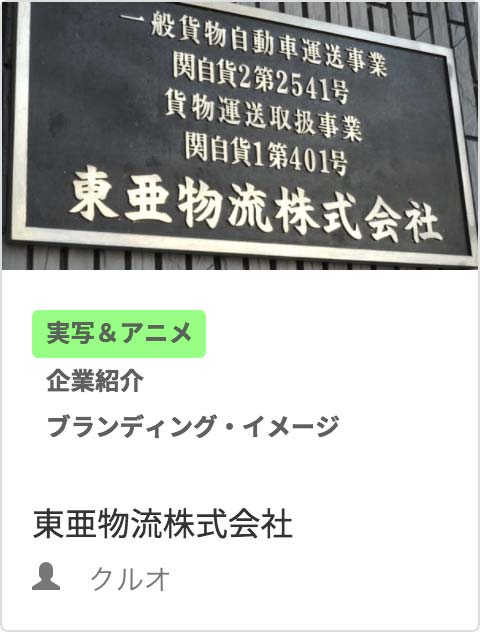 一般貨物自動車運送事業
関自貨2第2541号
貨物運送取扱事業
関自貨1第401号
東亜物流株式会社
実写＆アニメ
企業紹介
ブランディング・イメージ
東亜物流株式会社
クルオ